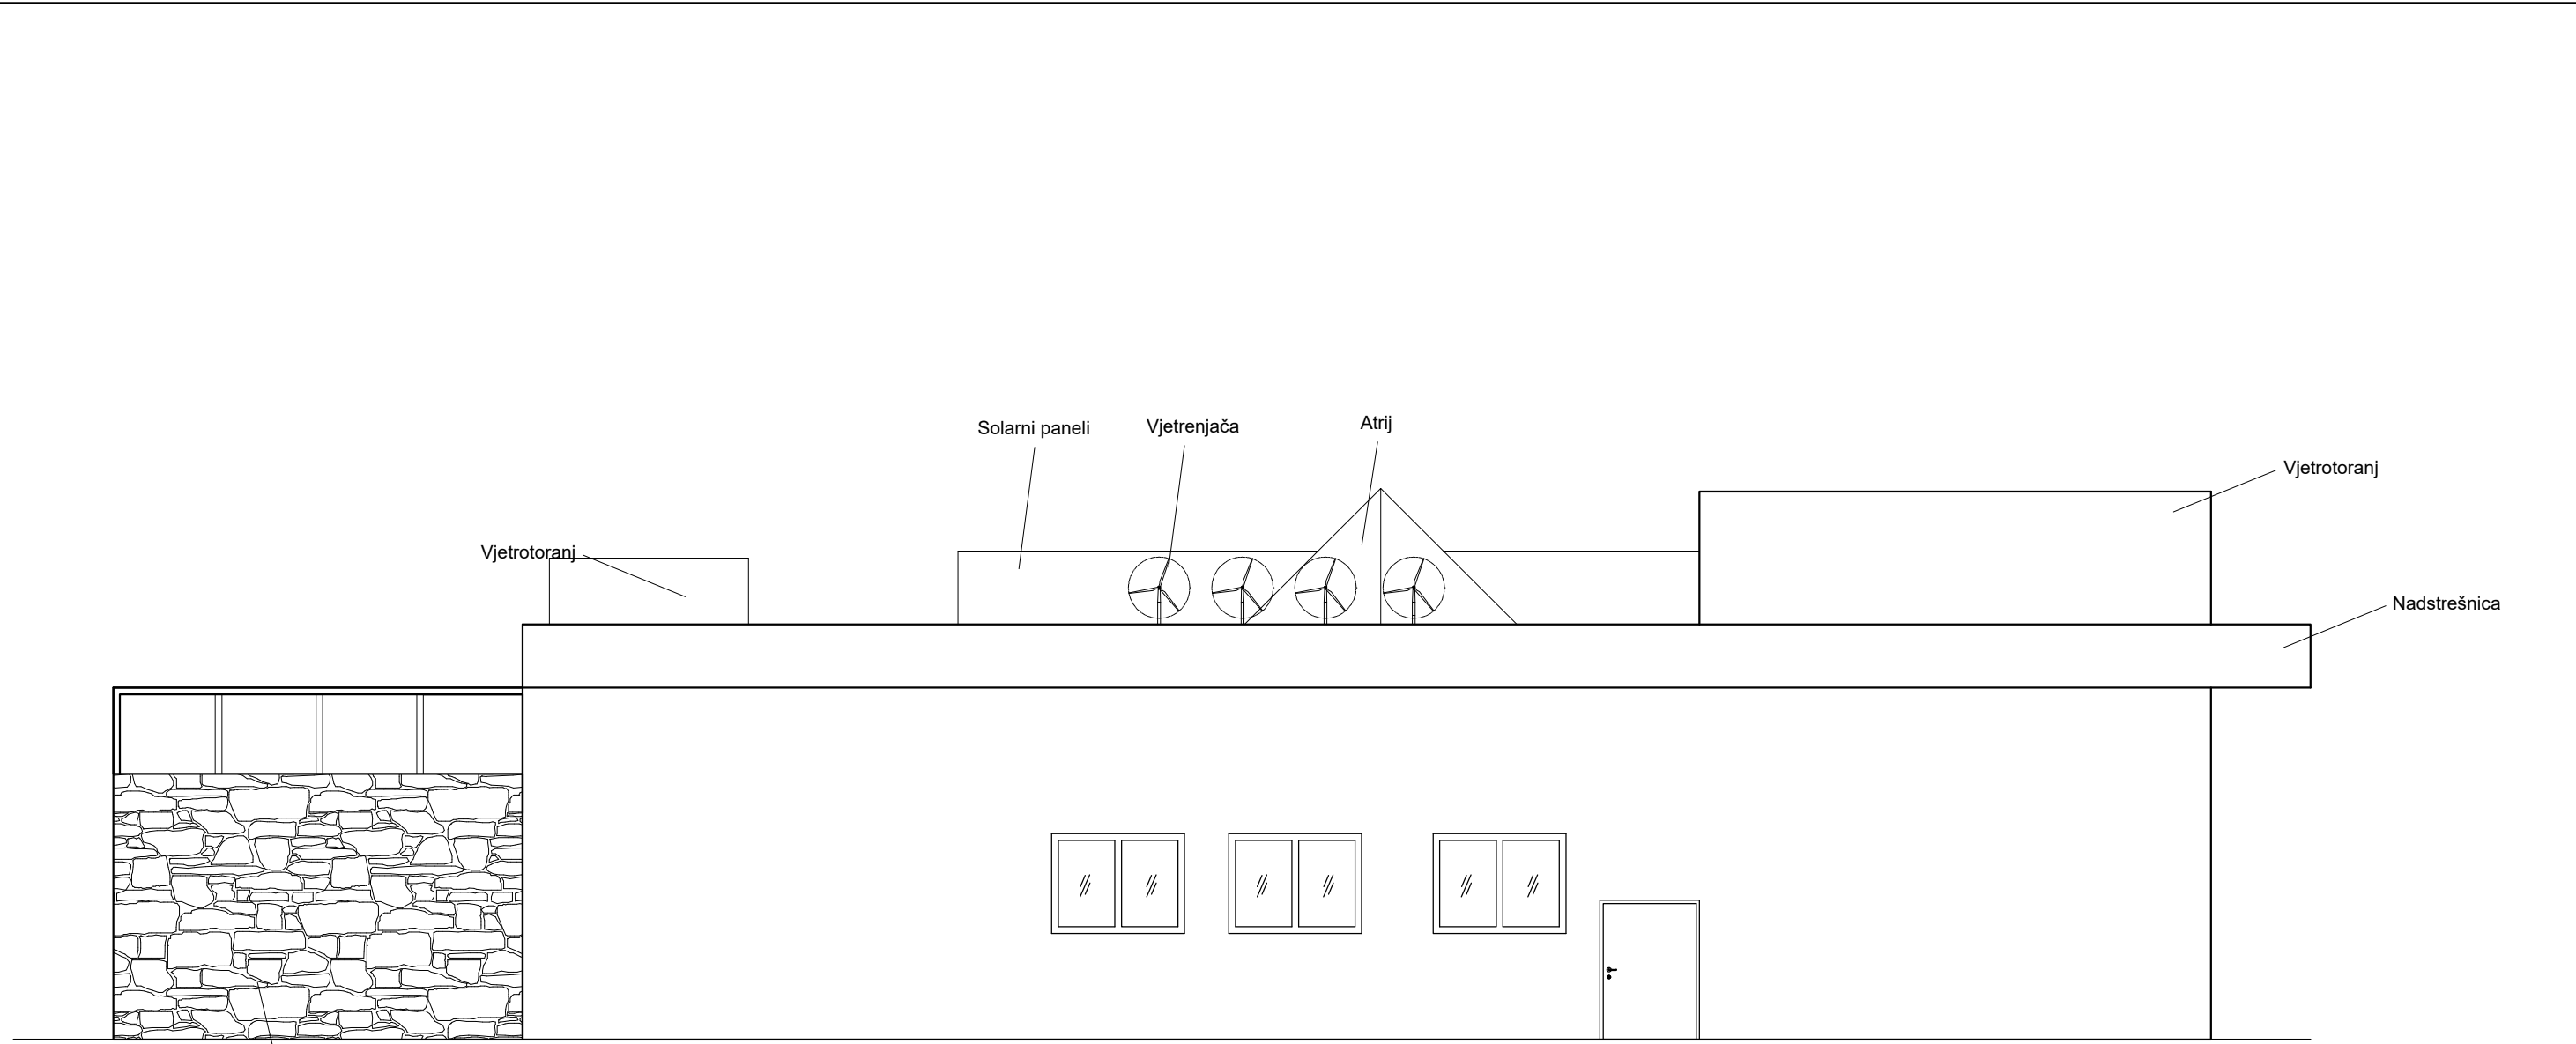 Atrij
Vjetrenjača
Solarni paneli
Vjetrotoranj
Vjetrotoranj
Nadstrešnica